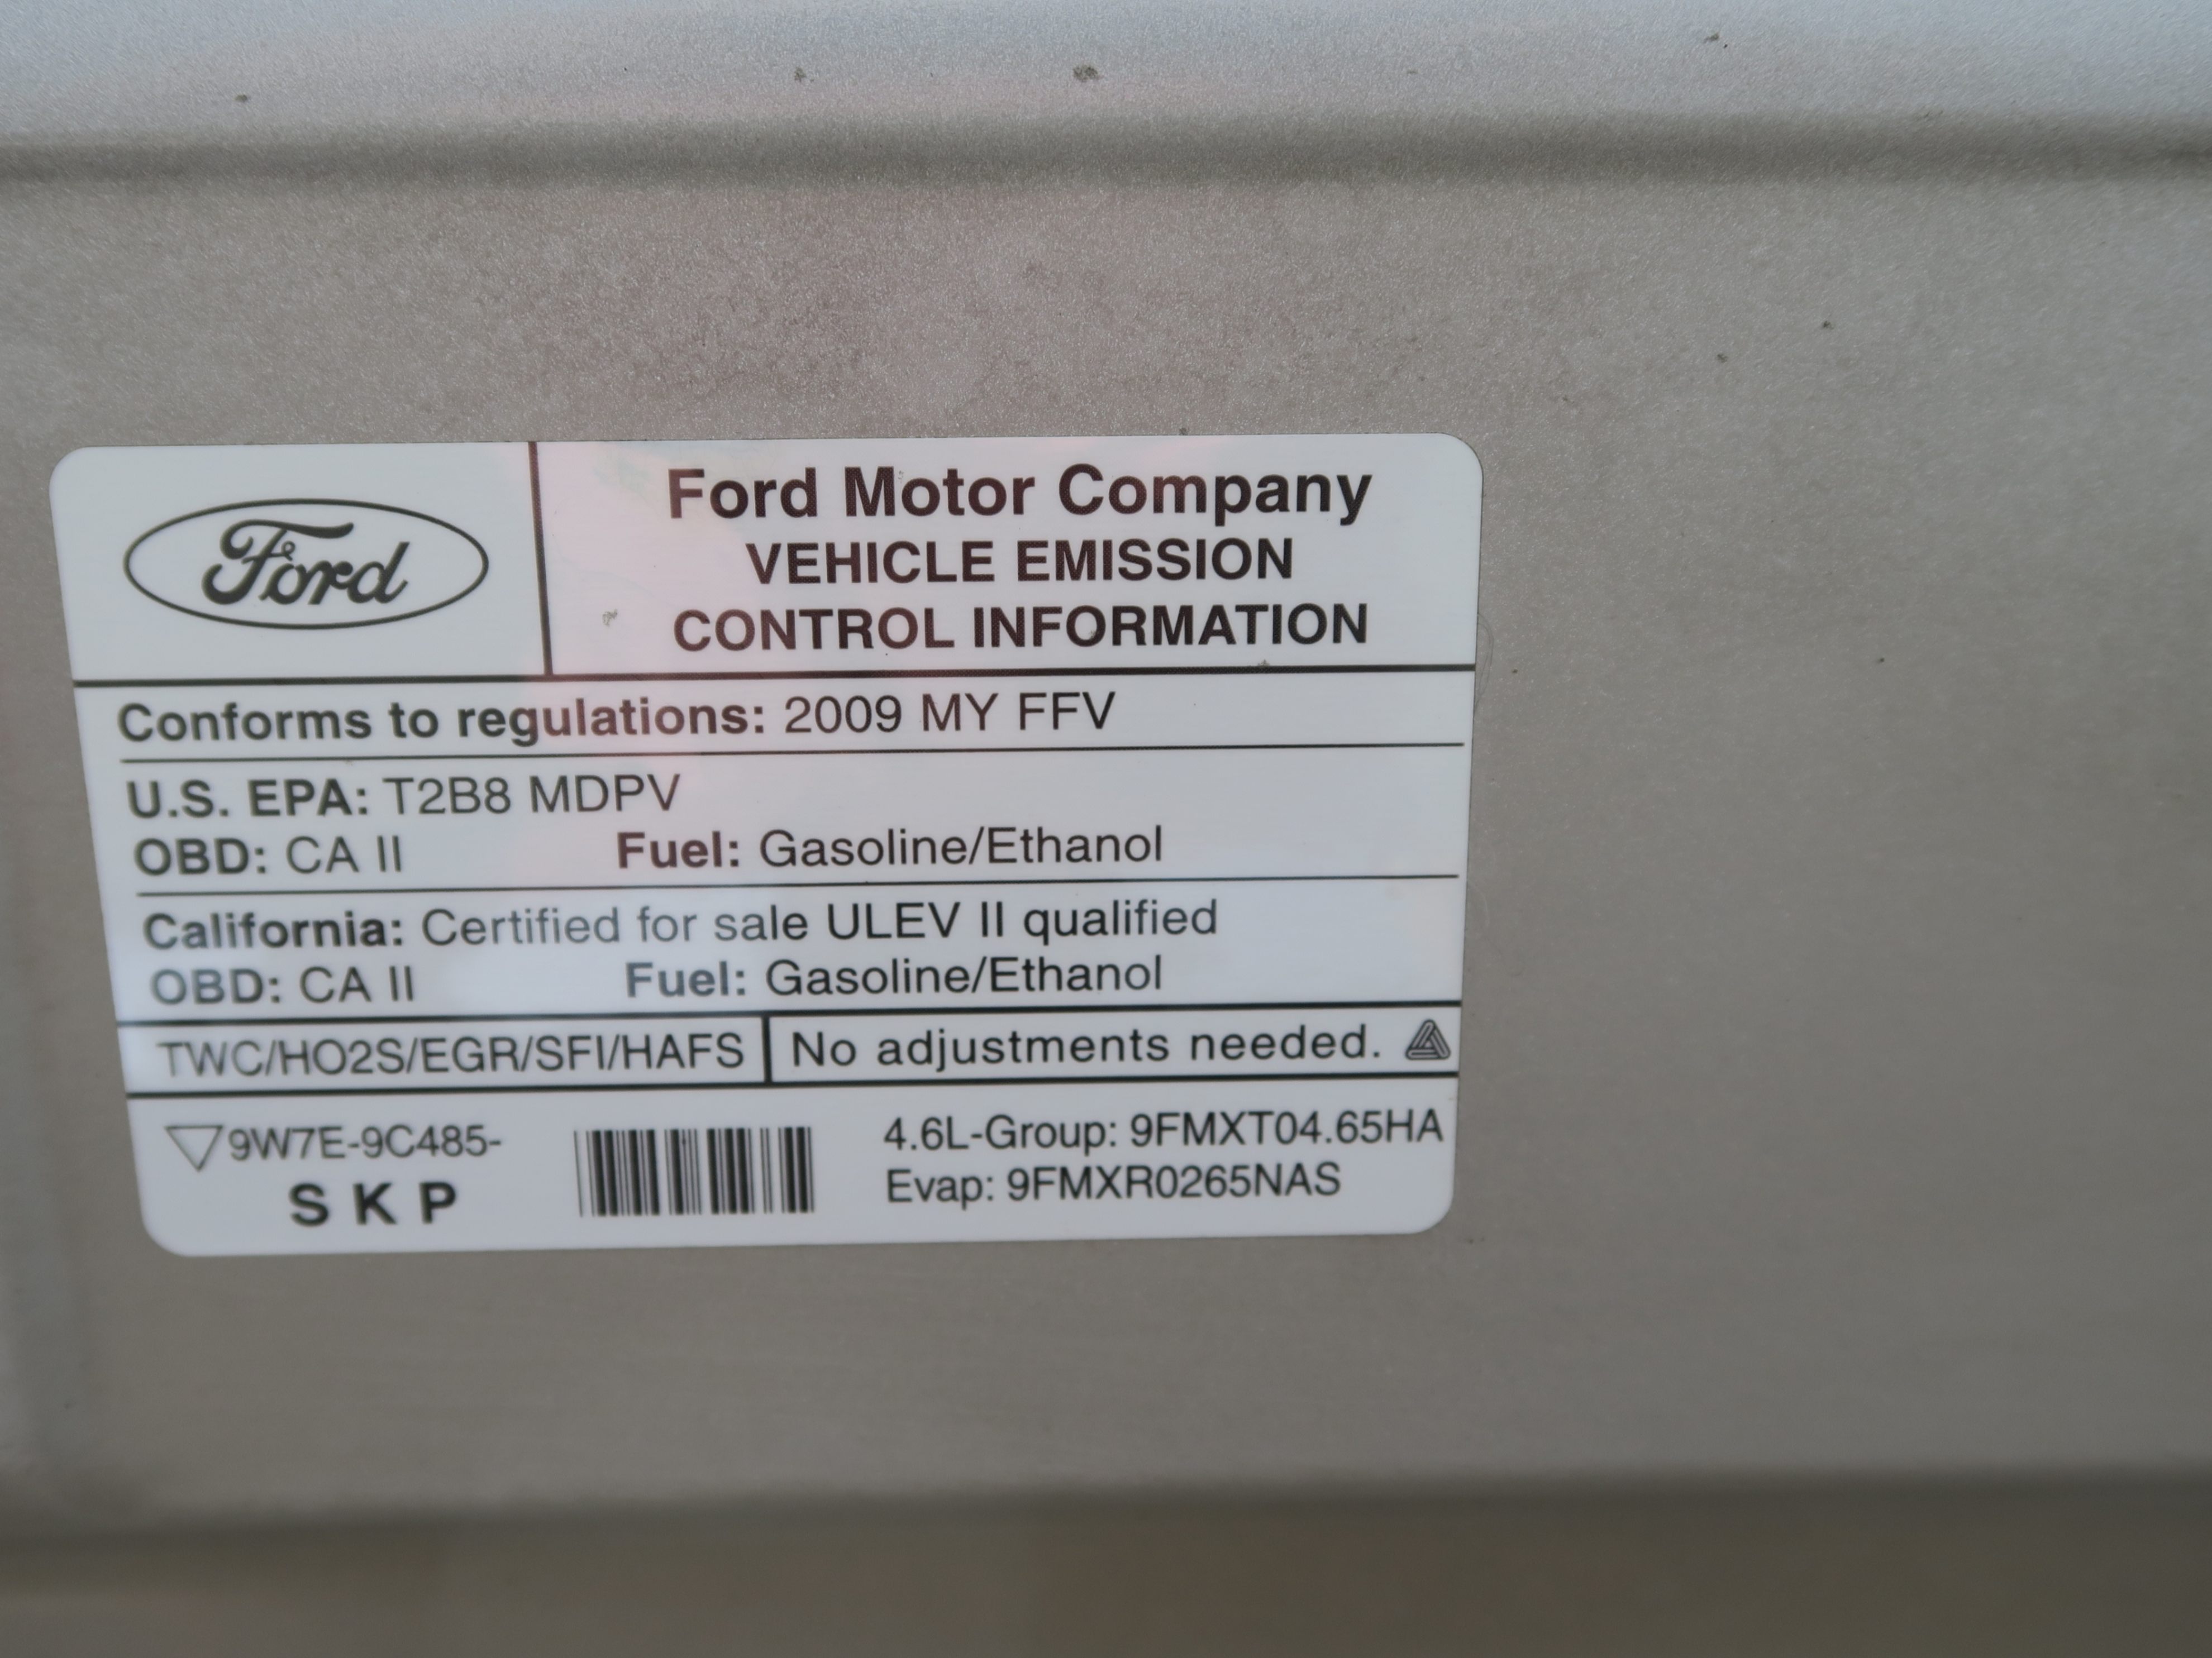 Ford
Ford Motor Company
VEHICLE EMISSION
CONTROL INFORMATION
Conforms to regulations: 2009 MY FFV
U.S. EPA: T2B8 MDPV
OBD: CA II Fuel: Gasoline/Ethanol
California: Certified for sale ULEV II qualified
OBD: CA II Fuel: Gasoline/Ethanol
TWC/HO2S/EGR/SFI/HAFS No adjustments needed.
9W7E-9C485-
S K P
4.6L-Group: 9FMXT04.65HA
Evap: 9FMXR0265NAS